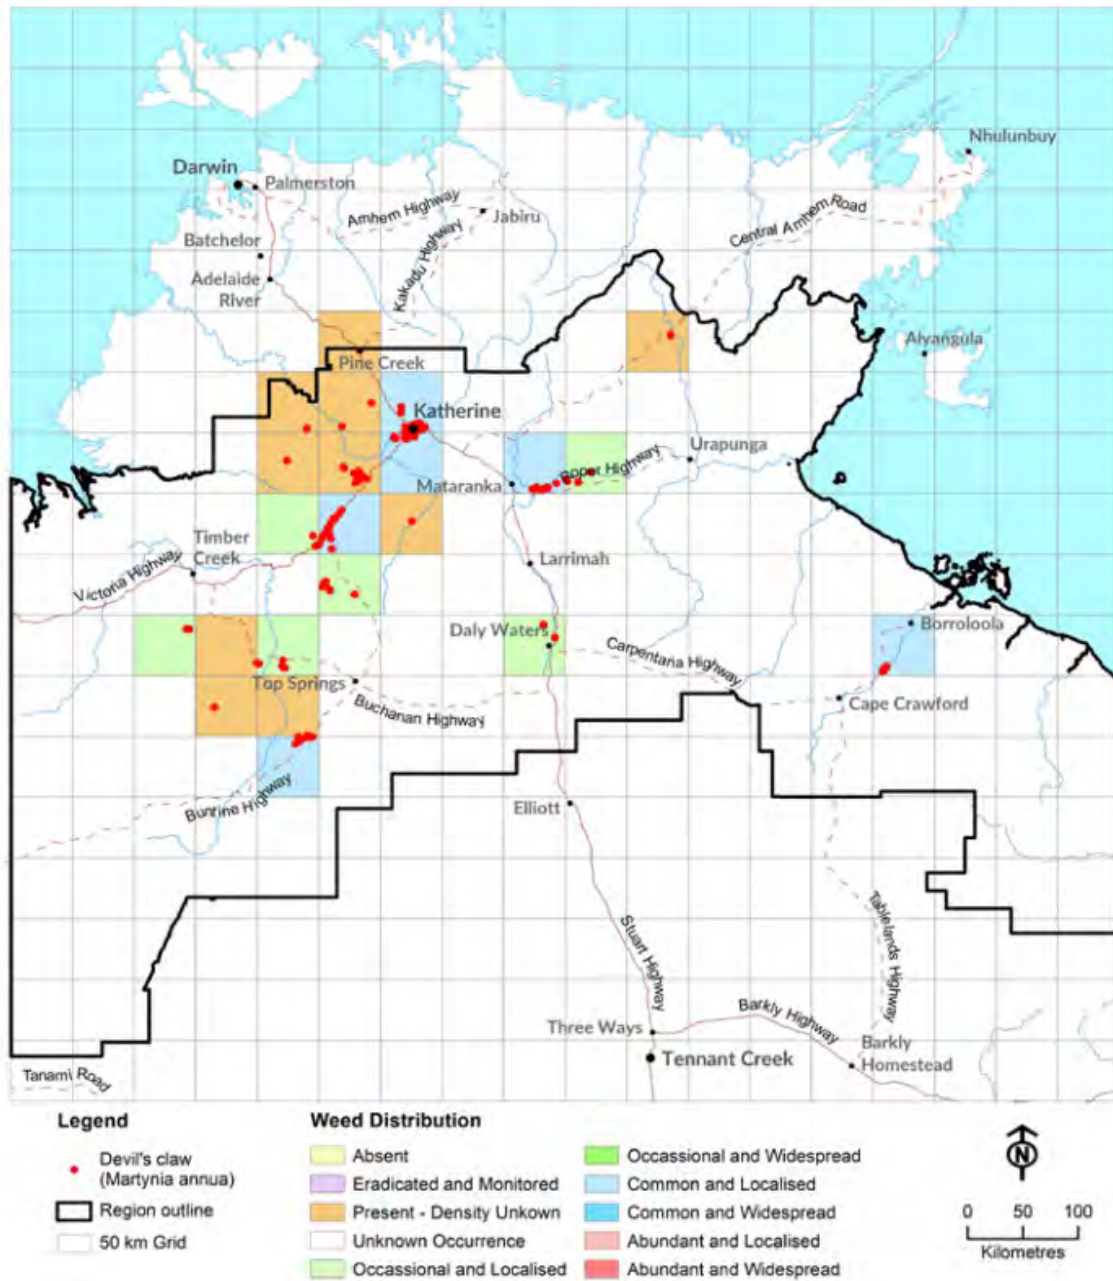 Nhulunbuy
Darwin
Palmerston
Arnhem Highway
Jabiru
Central Arnhem Road
Batchelor
Kakadu Highway
Adelaide
River
Alyangula
Pine Creek
Katherine
Urapunga
Roper Highway
Mataranka
Timber
Creek
Victoria Highway
Larrimah
Daly Waters
Borroloola
Carpentaria Highway
Top Springs
Buchanan Highway
Cape Crawford
Buntine Highway
Elliott
Stuart Highway
Tablelands Highway
Three Ways
Barkly Highway
Barkly
Homestead
Tennant Creek
Tanami Road
Legend
Devil's claw
(Martynia annua)
Region outline
50 km Grid
Weed Distribution
Absent
Eradicated and Monitored
Present - Density Unkown
Unknown Occurrence
Occassional and Localised
Occassional and Widespread
Common and Localised
Common and Widespread
Abundant and Localised
Abundant and Widespread
N
0 50 100
Kilometres